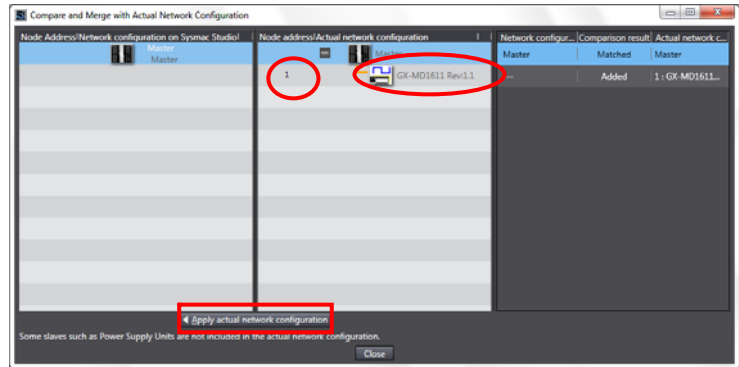 Compare and Merge with Actual Network Configuration
Node Address|Network configuration on Sysmac Studio|
Node address|Actual network configuration
Network configur... Comparison result Actual network c...
Master
Master
Master
Master Matched Master
1 GX-MD1611 Rev:1.1
--- Added 1 : GX-MD1611...
Apply actual network configuration
Some slaves such as Power Supply Units are not included in the actual network configuration.
Close